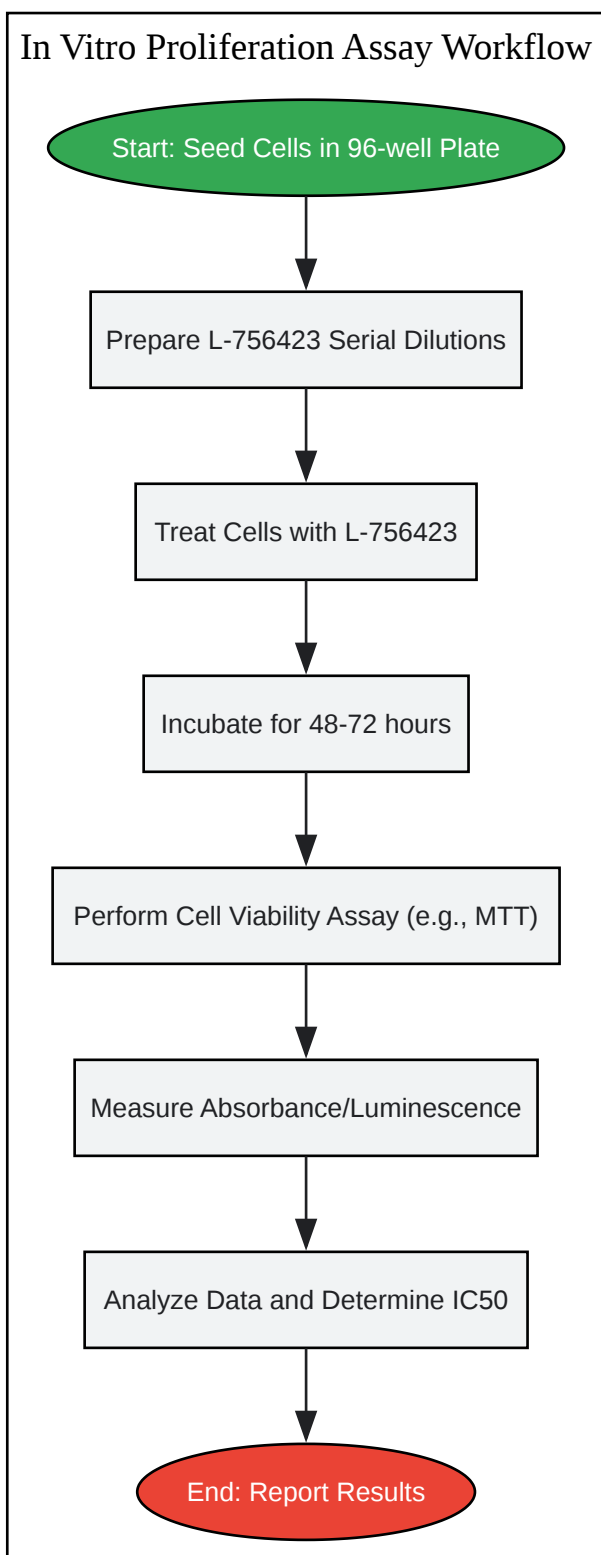 In Vitro Proliferation Assay Workflow
Start: Seed Cells in 96-well Plate
Prepare L-756423 Serial Dilutions
Treat Cells with L-756423
Incubate for 48-72 hours
Perform Cell Viability Assay (e.g., MTT)
Measure Absorbance/Luminescence
Analyze Data and Determine IC50
End: Report Results